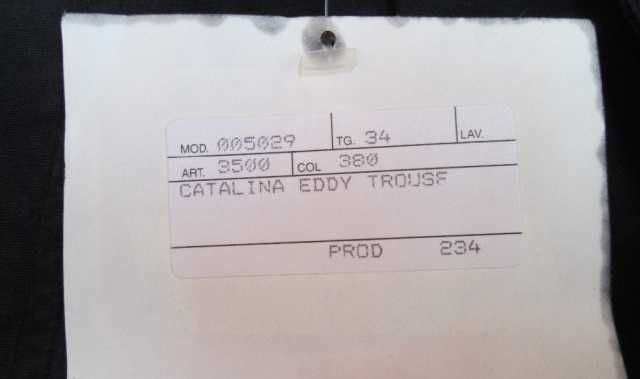 MOD. 005029 TG. 34 LAV.
ART. 3500 COL 380
CATALINA EDDY TROUSE
PROD 234